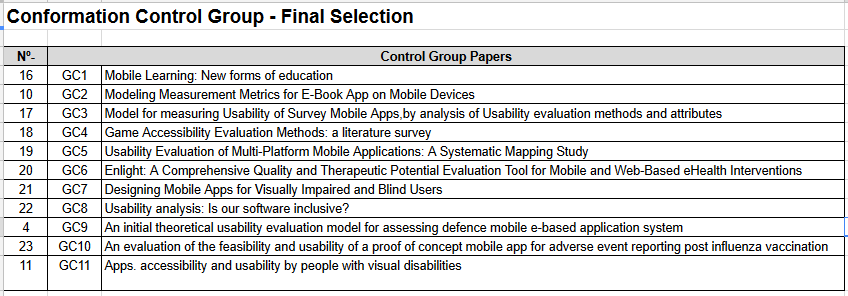 Conformation Control Group - Final Selection
Nº- Control Group Papers
16 GC1 Mobile Learning: New forms of education
10 GC2 Modeling Measurement Metrics for E-Book App on Mobile Devices
17 GC3 Model for measuring Usability of Survey Mobile Apps,by analysis of Usability evaluation methods and attributes
18 GC4 Game Accessibility Evaluation Methods: a literature survey
19 GC5 Usability Evaluation of Multi-Platform Mobile Applications: A Systematic Mapping Study
20 GC6 Enlight: A Comprehensive Quality and Therapeutic Potential Evaluation Tool for Mobile and Web-Based eHealth Interventions
21 GC7 Designing Mobile Apps for Visually Impaired and Blind Users
22 GC8 Usability analysis: Is our software inclusive?
4 GC9 An initial theoretical usability evaluation model for assessing defence mobile e-based application system
23 GC10 An evaluation of the feasibility and usability of a proof of concept mobile app for adverse event reporting post influenza vaccination
11 GC11 Apps. accessibility and usability by people with visual disabilities